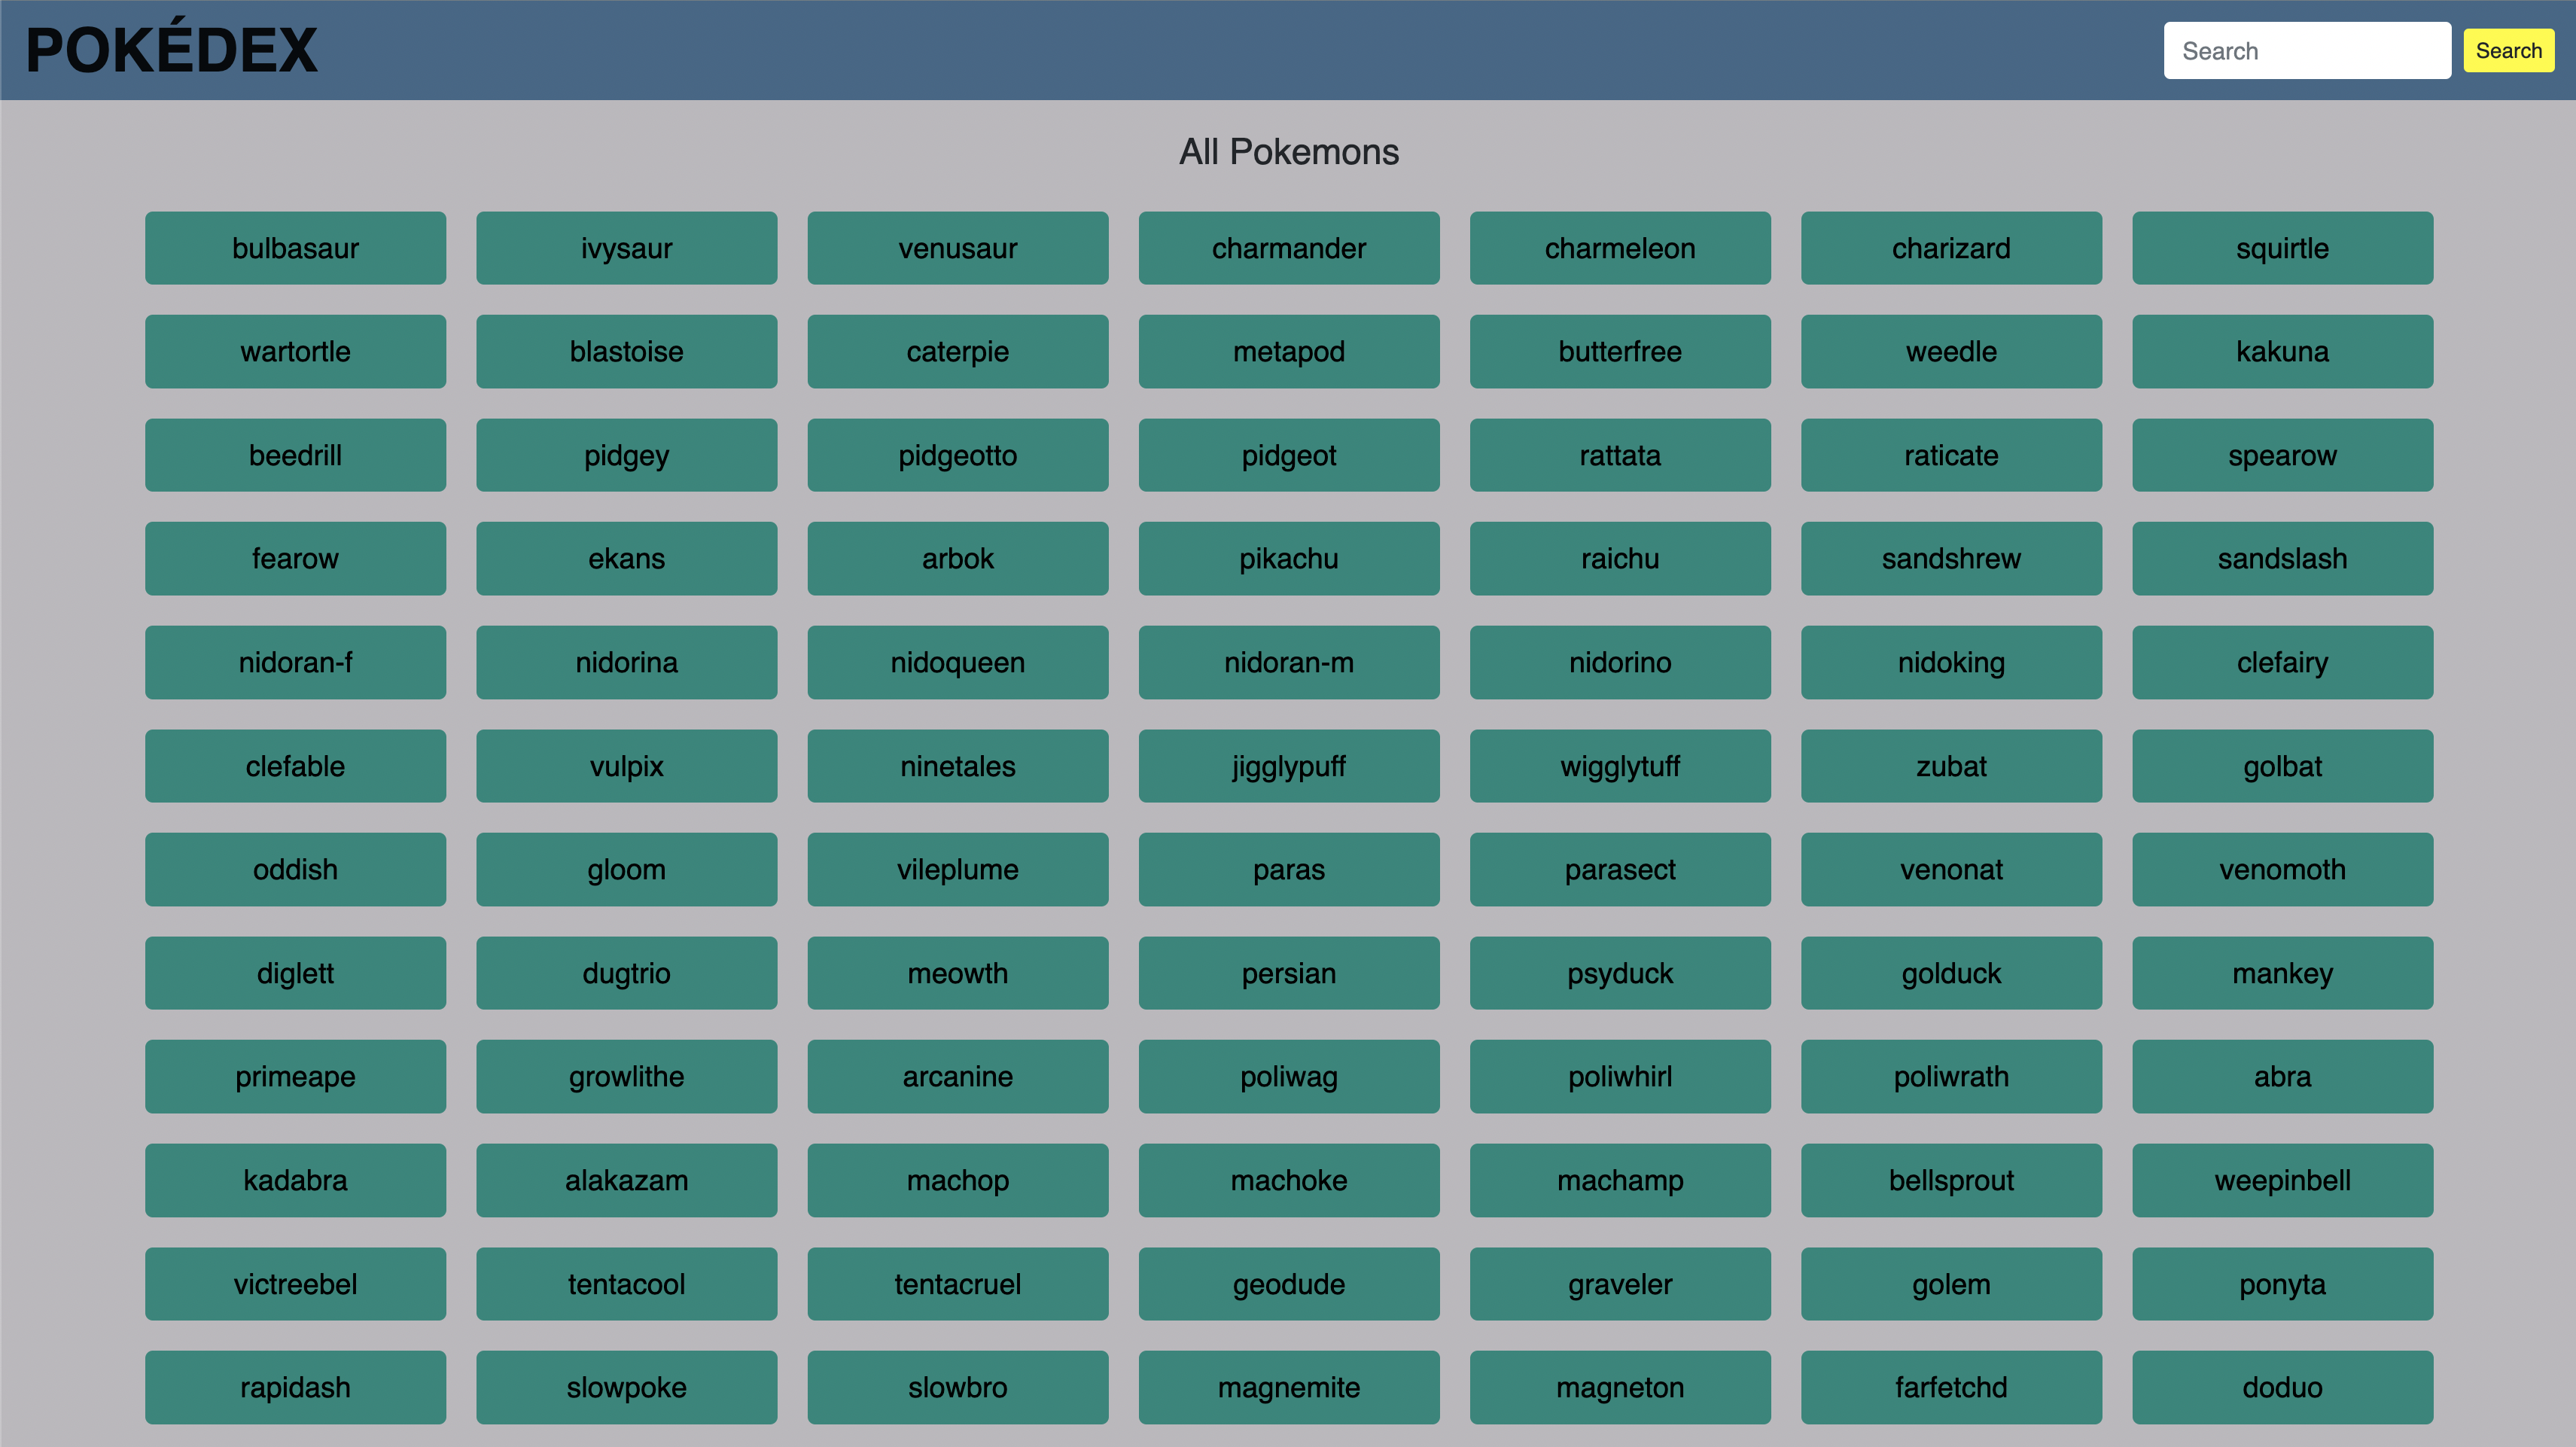 POKÉDEX Search Search
All Pokemons
bulbasaur ivysaur venusaur charmander charmeleon charizard squirtle
wartortle blastoise caterpie metapod butterfree weedle kakuna
beedrill pidgey pidgeotto pidgeot rattata raticate spearow
fearow ekans arbok pikachu raichu sandshrew sandslash
nidoran-f nidorina nidoqueen nidoran-m nidorino nidoking clefairy
clefable vulpix ninetales jigglypuff wigglytuff zubat golbat
oddish gloom vileplume paras parasect venonat venomoth
diglett dugtrio meowth persian psyduck golduck mankey
primeape growlithe arcanine poliwag poliwhirl poliwrath abra
kadabra alakazam machop machoke machamp bellsprout weepinbell
victreebel tentacool tentacruel geodude graveler golem ponyta
rapidash slowpoke slowbro magnemite magneton farfetchd doduo